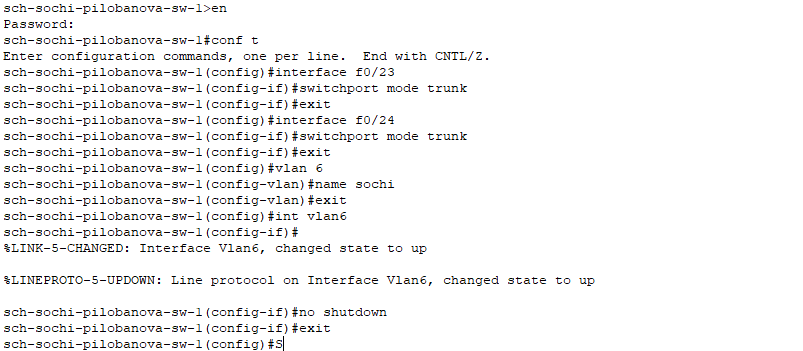 sch-sochi-pilobanova-sw-1>en
Password:
sch-sochi-pilobanova-sw-1#conf t
Enter configuration commands, one per line.  End with CNTL/Z.
sch-sochi-pilobanova-sw-1(config)#interface f0/23
sch-sochi-pilobanova-sw-1(config-if)#switchport mode trunk
sch-sochi-pilobanova-sw-1(config-if)#exit
sch-sochi-pilobanova-sw-1(config)#interface f0/24
sch-sochi-pilobanova-sw-1(config-if)#switchport mode trunk
sch-sochi-pilobanova-sw-1(config-if)#exit
sch-sochi-pilobanova-sw-1(config)#vlan 6
sch-sochi-pilobanova-sw-1(config-vlan)#name sochi
sch-sochi-pilobanova-sw-1(config-vlan)#exit
sch-sochi-pilobanova-sw-1(config)#int vlan6
sch-sochi-pilobanova-sw-1(config-if)#
%LINK-5-CHANGED: Interface Vlan6, changed state to up
%LINEPROTO-5-UPDOWN: Line protocol on Interface Vlan6, changed state to up
sch-sochi-pilobanova-sw-1(config-if)#no shutdown
sch-sochi-pilobanova-sw-1(config-if)#exit
sch-sochi-pilobanova-sw-1(config)#S